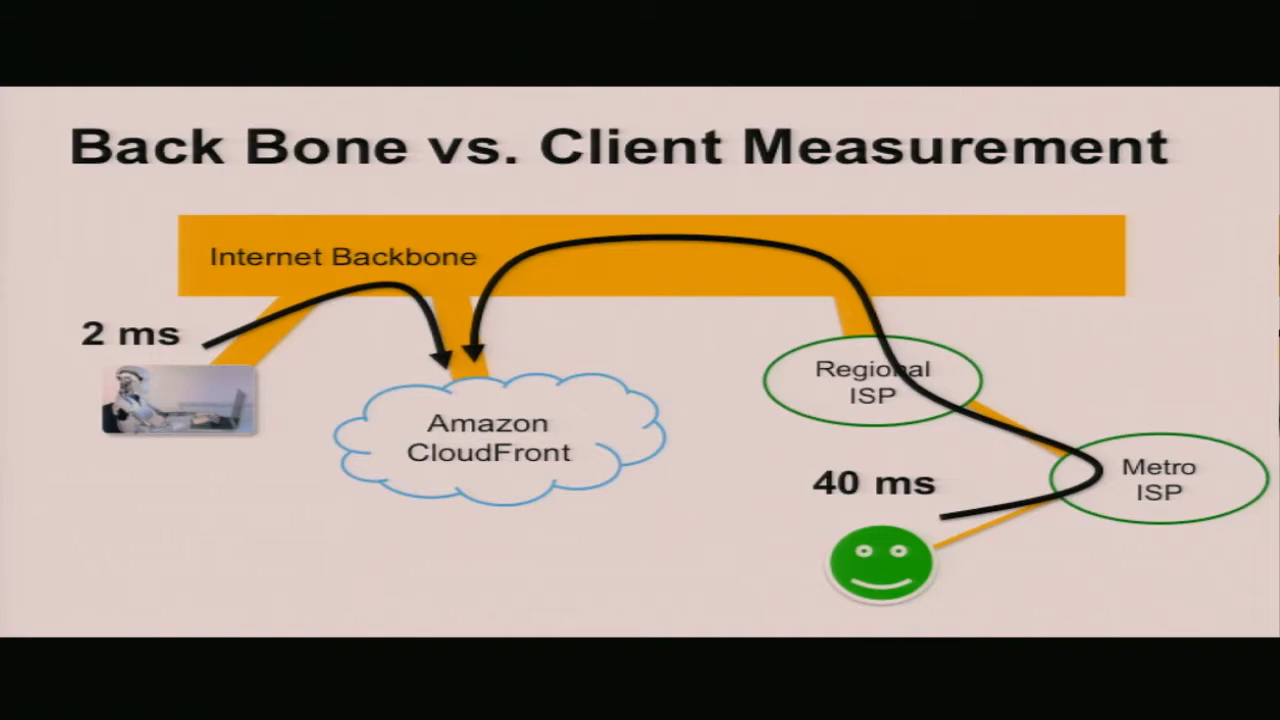 Back Bone vs. Client Measurement
Internet Backbone
2 ms
Amazon
CloudFront
Regional
ISP
Metro
ISP
40 ms